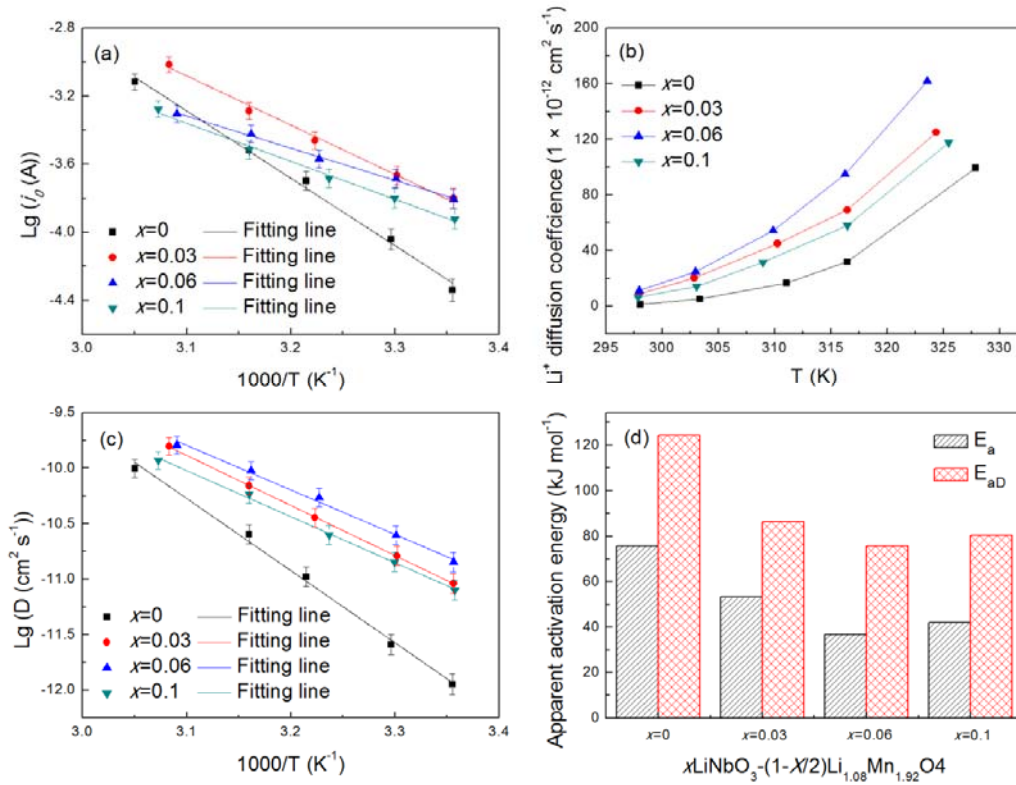 (a)
Lg (i₀ (A))
-2.8
-3.2
-3.6
-4.0
-4.4
x=0 Fitting line
x=0.03 Fitting line
x=0.06 Fitting line
x=0.1 Fitting line
3.0 3.1 3.2 3.3 3.4
1000/T (K⁻¹)
(b)
Li⁺ diffusion coeffcience (1 × 10⁻¹² cm² s⁻¹)
200
160
120
80
40
0
x=0
x=0.03
x=0.06
x=0.1
295 300 305 310 315 320 325 330
T (K)
(c)
Lg (D (cm² s⁻¹))
-9.5
-10.0
-10.5
-11.0
-11.5
-12.0
x=0 Fitting line
x=0.03 Fitting line
x=0.06 Fitting line
x=0.1 Fitting line
3.0 3.1 3.2 3.3 3.4
1000/T (K⁻¹)
(d)
Apparent activation energy (kJ mol⁻¹)
120
100
80
60
40
20
0
Eₐ
EₐD
x=0 x=0.03 x=0.06 x=0.1
xLiNbO₃-(1-X/2)Li₁.₀₈Mn₁.₉₂O4